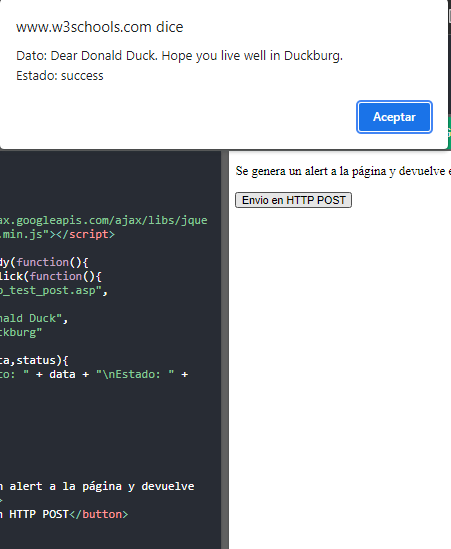 www.w3schools.com dice
Dato: Dear Donald Duck. Hope you live well in Duckburg.
Estado: success
Aceptar
ax.googleapis.com/ajax/libs/jque
.min.js"></script>
dy(function(){
lick(function(){
o_test_post.asp",
nald Duck",
ckburg"
ta,status){
to: " + data + "\nEstado: " +
n alert a la página y devuelve
>
n HTTP POST</button>
Se genera un alert a la página y devuelve e
Envio en HTTP POST